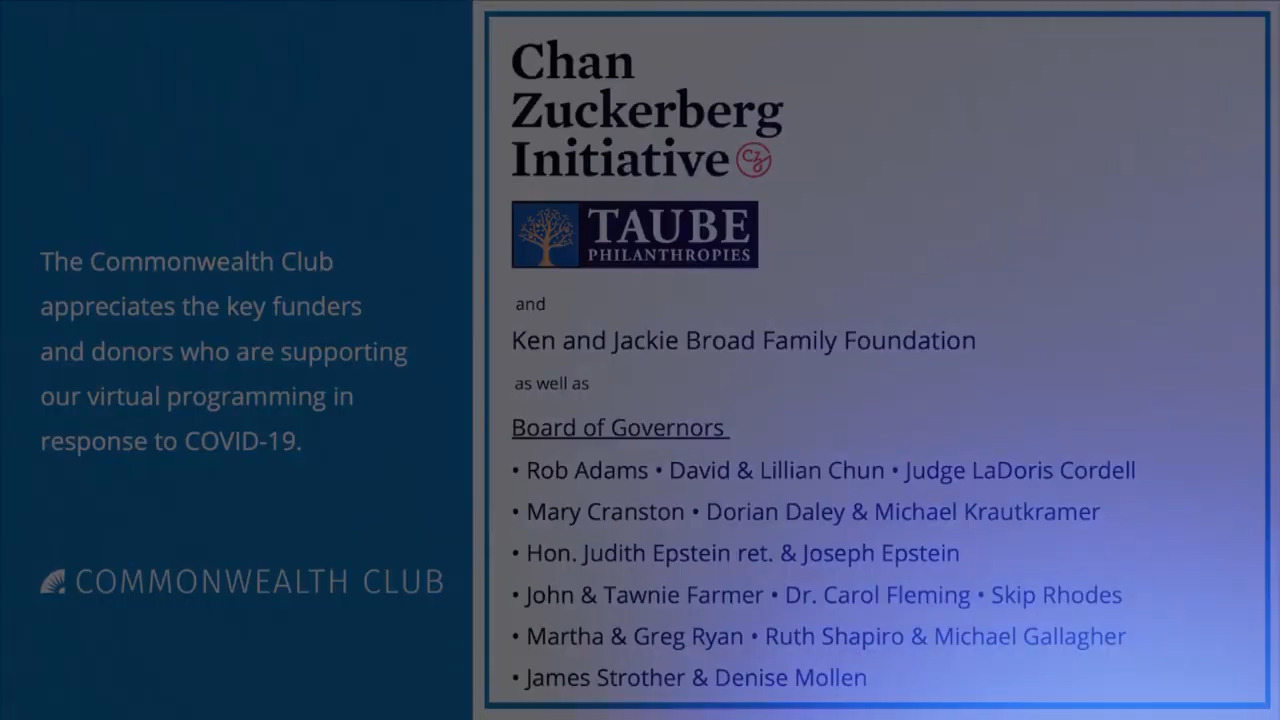 The Commonwealth Club
appreciates the key funders
and donors who are supporting
our virtual programming in
response to COVID-19.
COMMONWEALTH CLUB
Chan
Zuckerberg
Initiative
CZI
TAUBE
PHILANTHROPIES
and
Ken and Jackie Broad Family Foundation
as well as
Board of Governors
• Rob Adams • David & Lillian Chun • Judge LaDoris Cordell
• Mary Cranston • Dorian Daley & Michael Krautkramer
• Hon. Judith Epstein ret. & Joseph Epstein
• John & Tawnie Farmer • Dr. Carol Fleming • Skip Rhodes
• Martha & Greg Ryan • Ruth Shapiro & Michael Gallagher
• James Strother & Denise Mollen